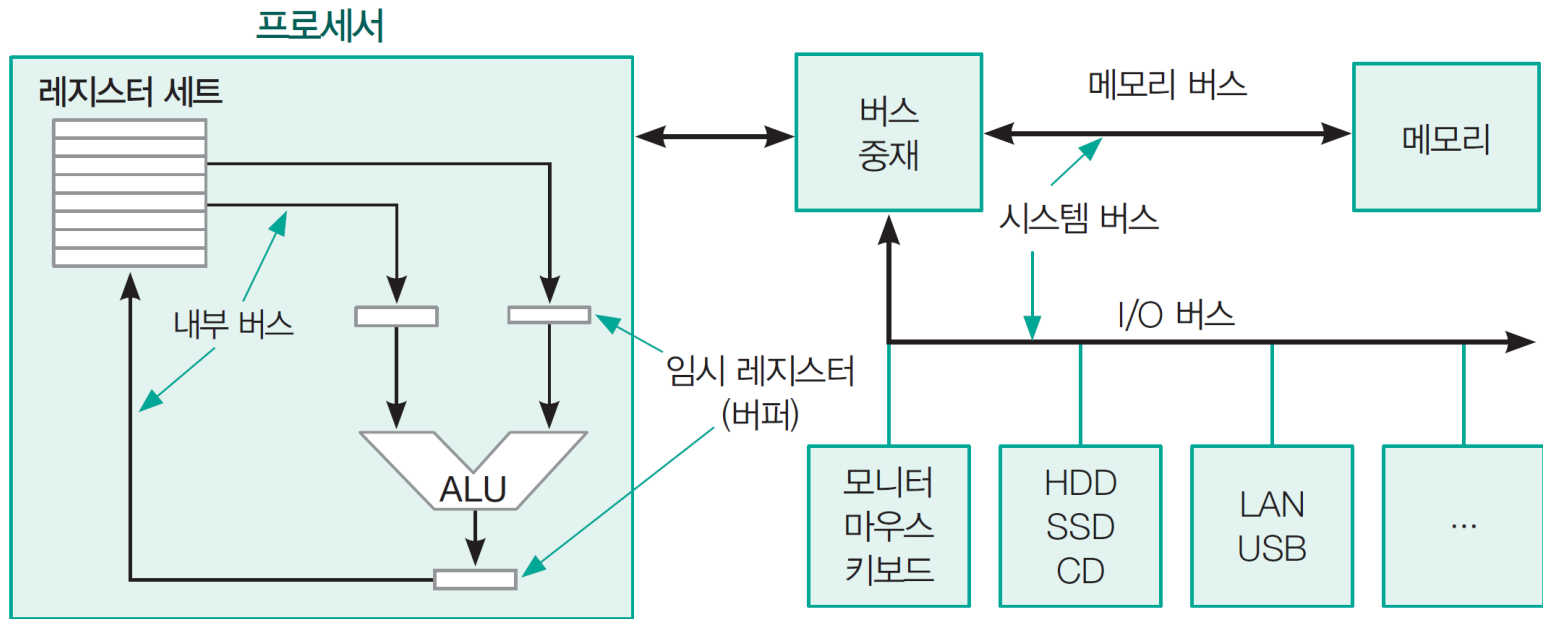 프로세서
레지스터 세트
내부 버스
ALU
임시 레지스터
(버퍼)
버스
중재
메모리 버스
메모리
시스템 버스
I/O 버스
모니터
마우스
키보드
HDD
SSD
CD
LAN
USB
...